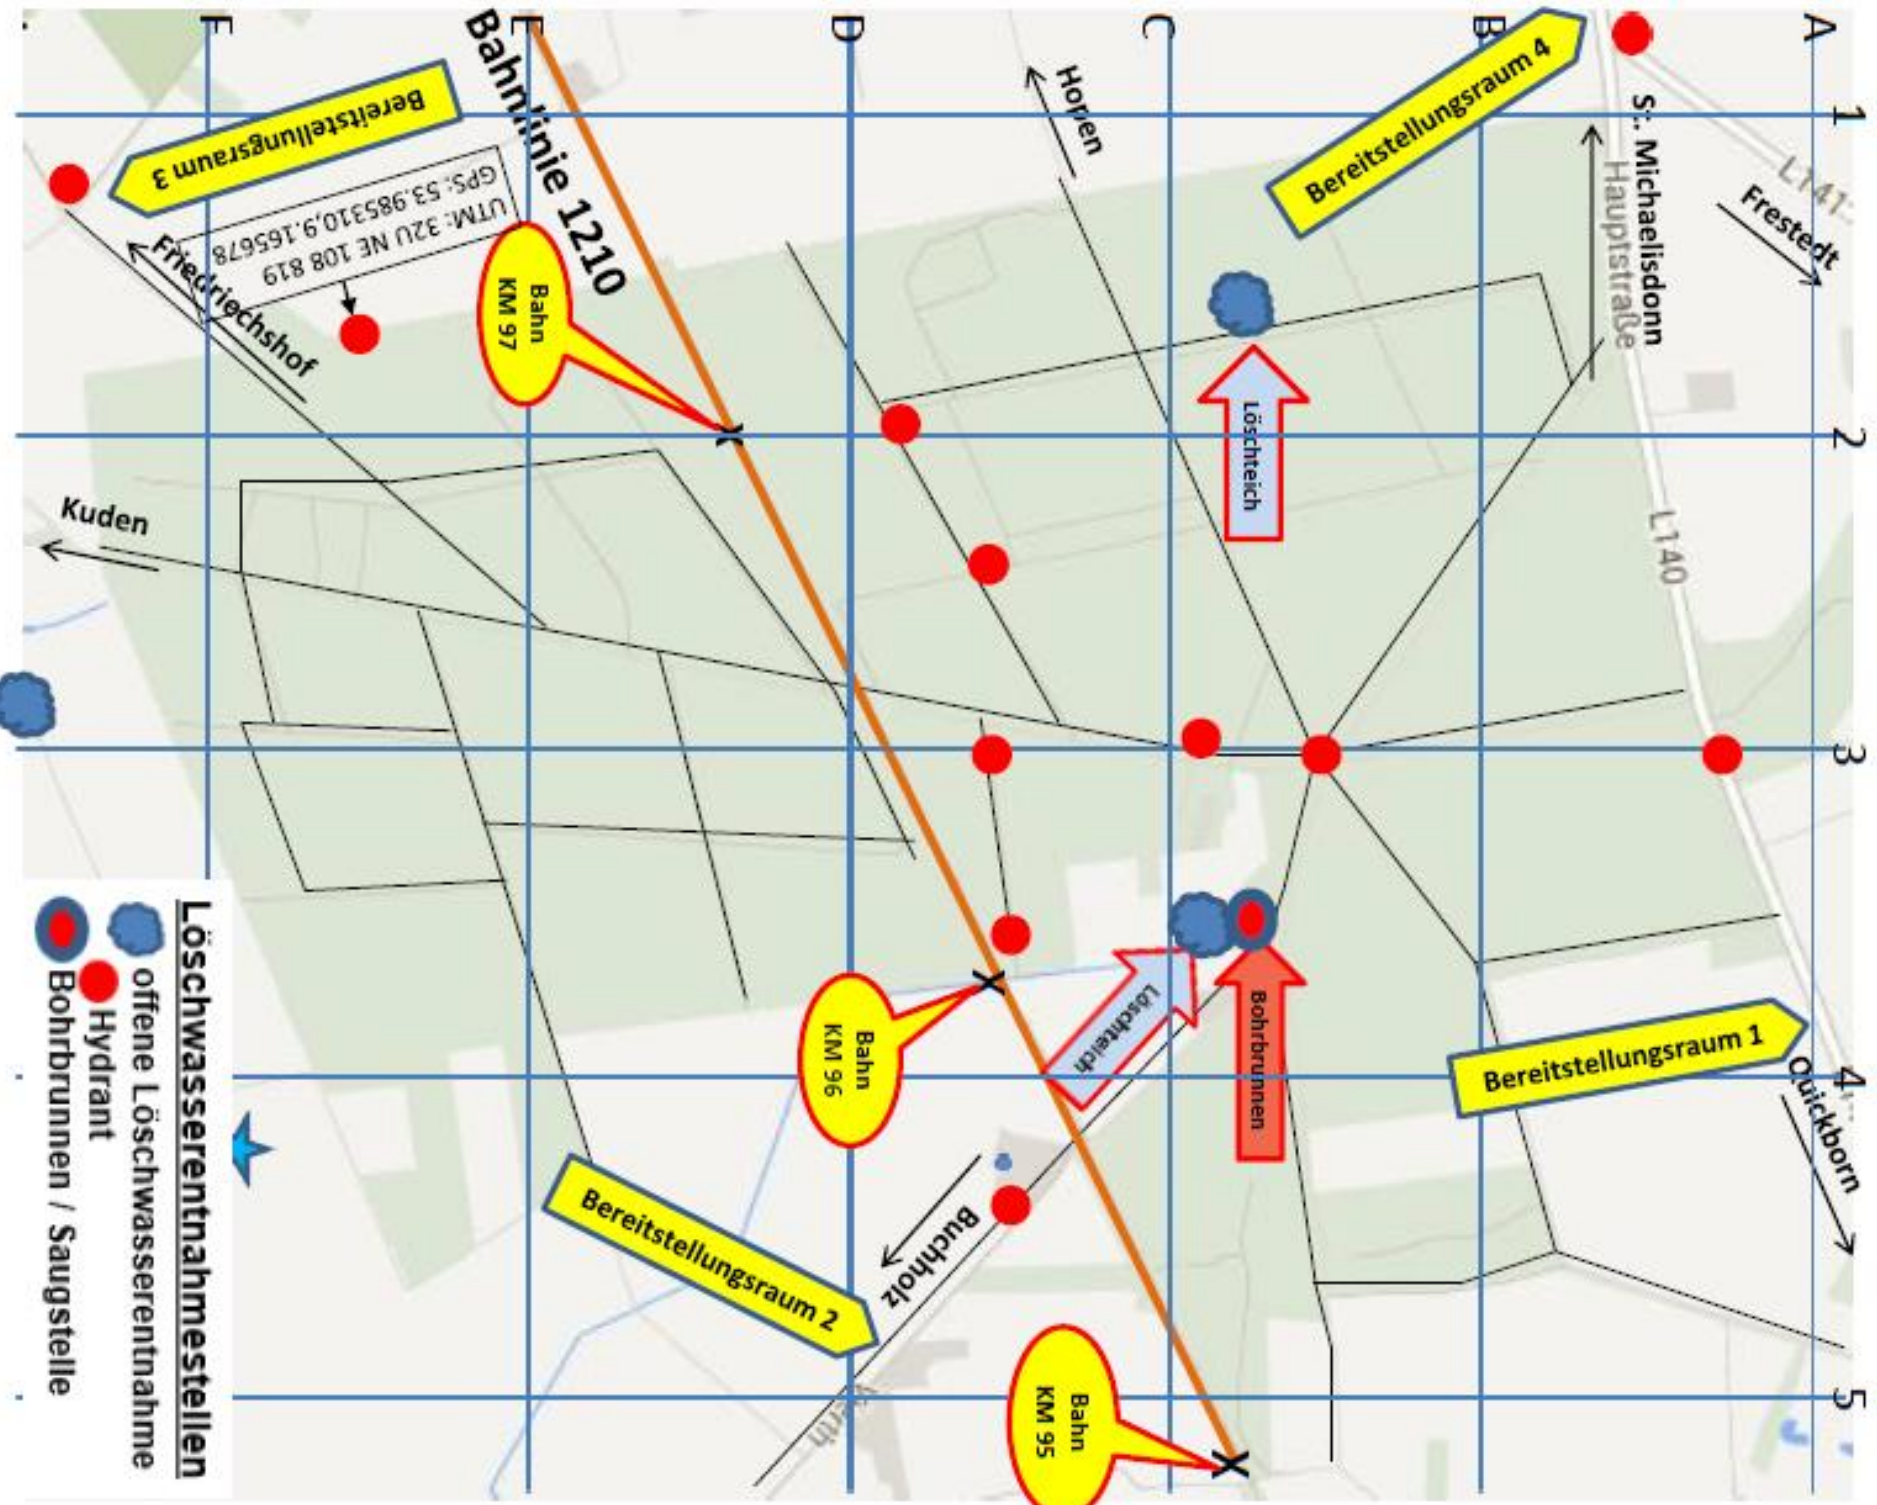 A
B
C
D
E
F
1
2
3
4
5
Bereitstellungsraum 4
St. Michaelisdonn
Hauptstraße
L141
Frestedt
L140
Hopen
Bahnlinie 1210
Bereitstellungsraum 3
GPS: 53.985310,9.165678
UTM: 32U NE 108 819
Friedriechshof
Bahn
KM 97
Kuden
Löschteich
Löschteich
Bohrbrunnen
Bereitstellungsraum 1
Quickborn
Bahn
KM 96
Buchholz
Bereitstellungsraum 2
Bahn
KM 95
Löschwasserentnahmestellen
offene Löschwasserentnahme
Hydrant
Bohrbrunnen / Saugstelle